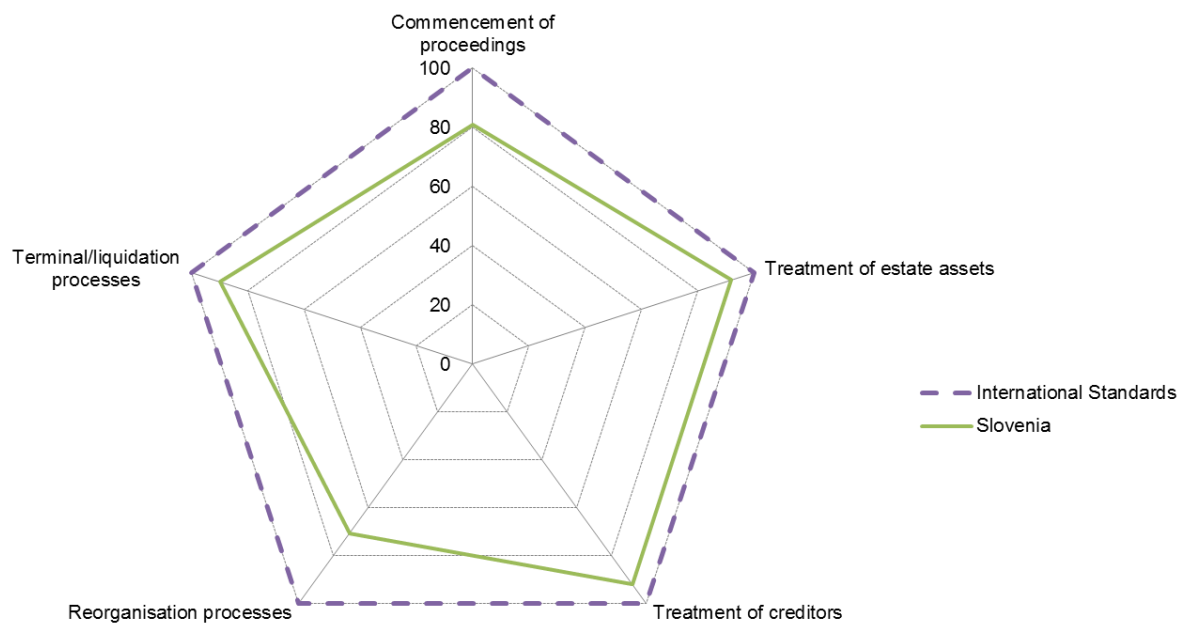 Commencement of
proceedings
100
80
60
40
20
0
Treatment of estate assets
Treatment of creditors
Reorganisation processes
Terminal/liquidation
processes
International Standards
Slovenia